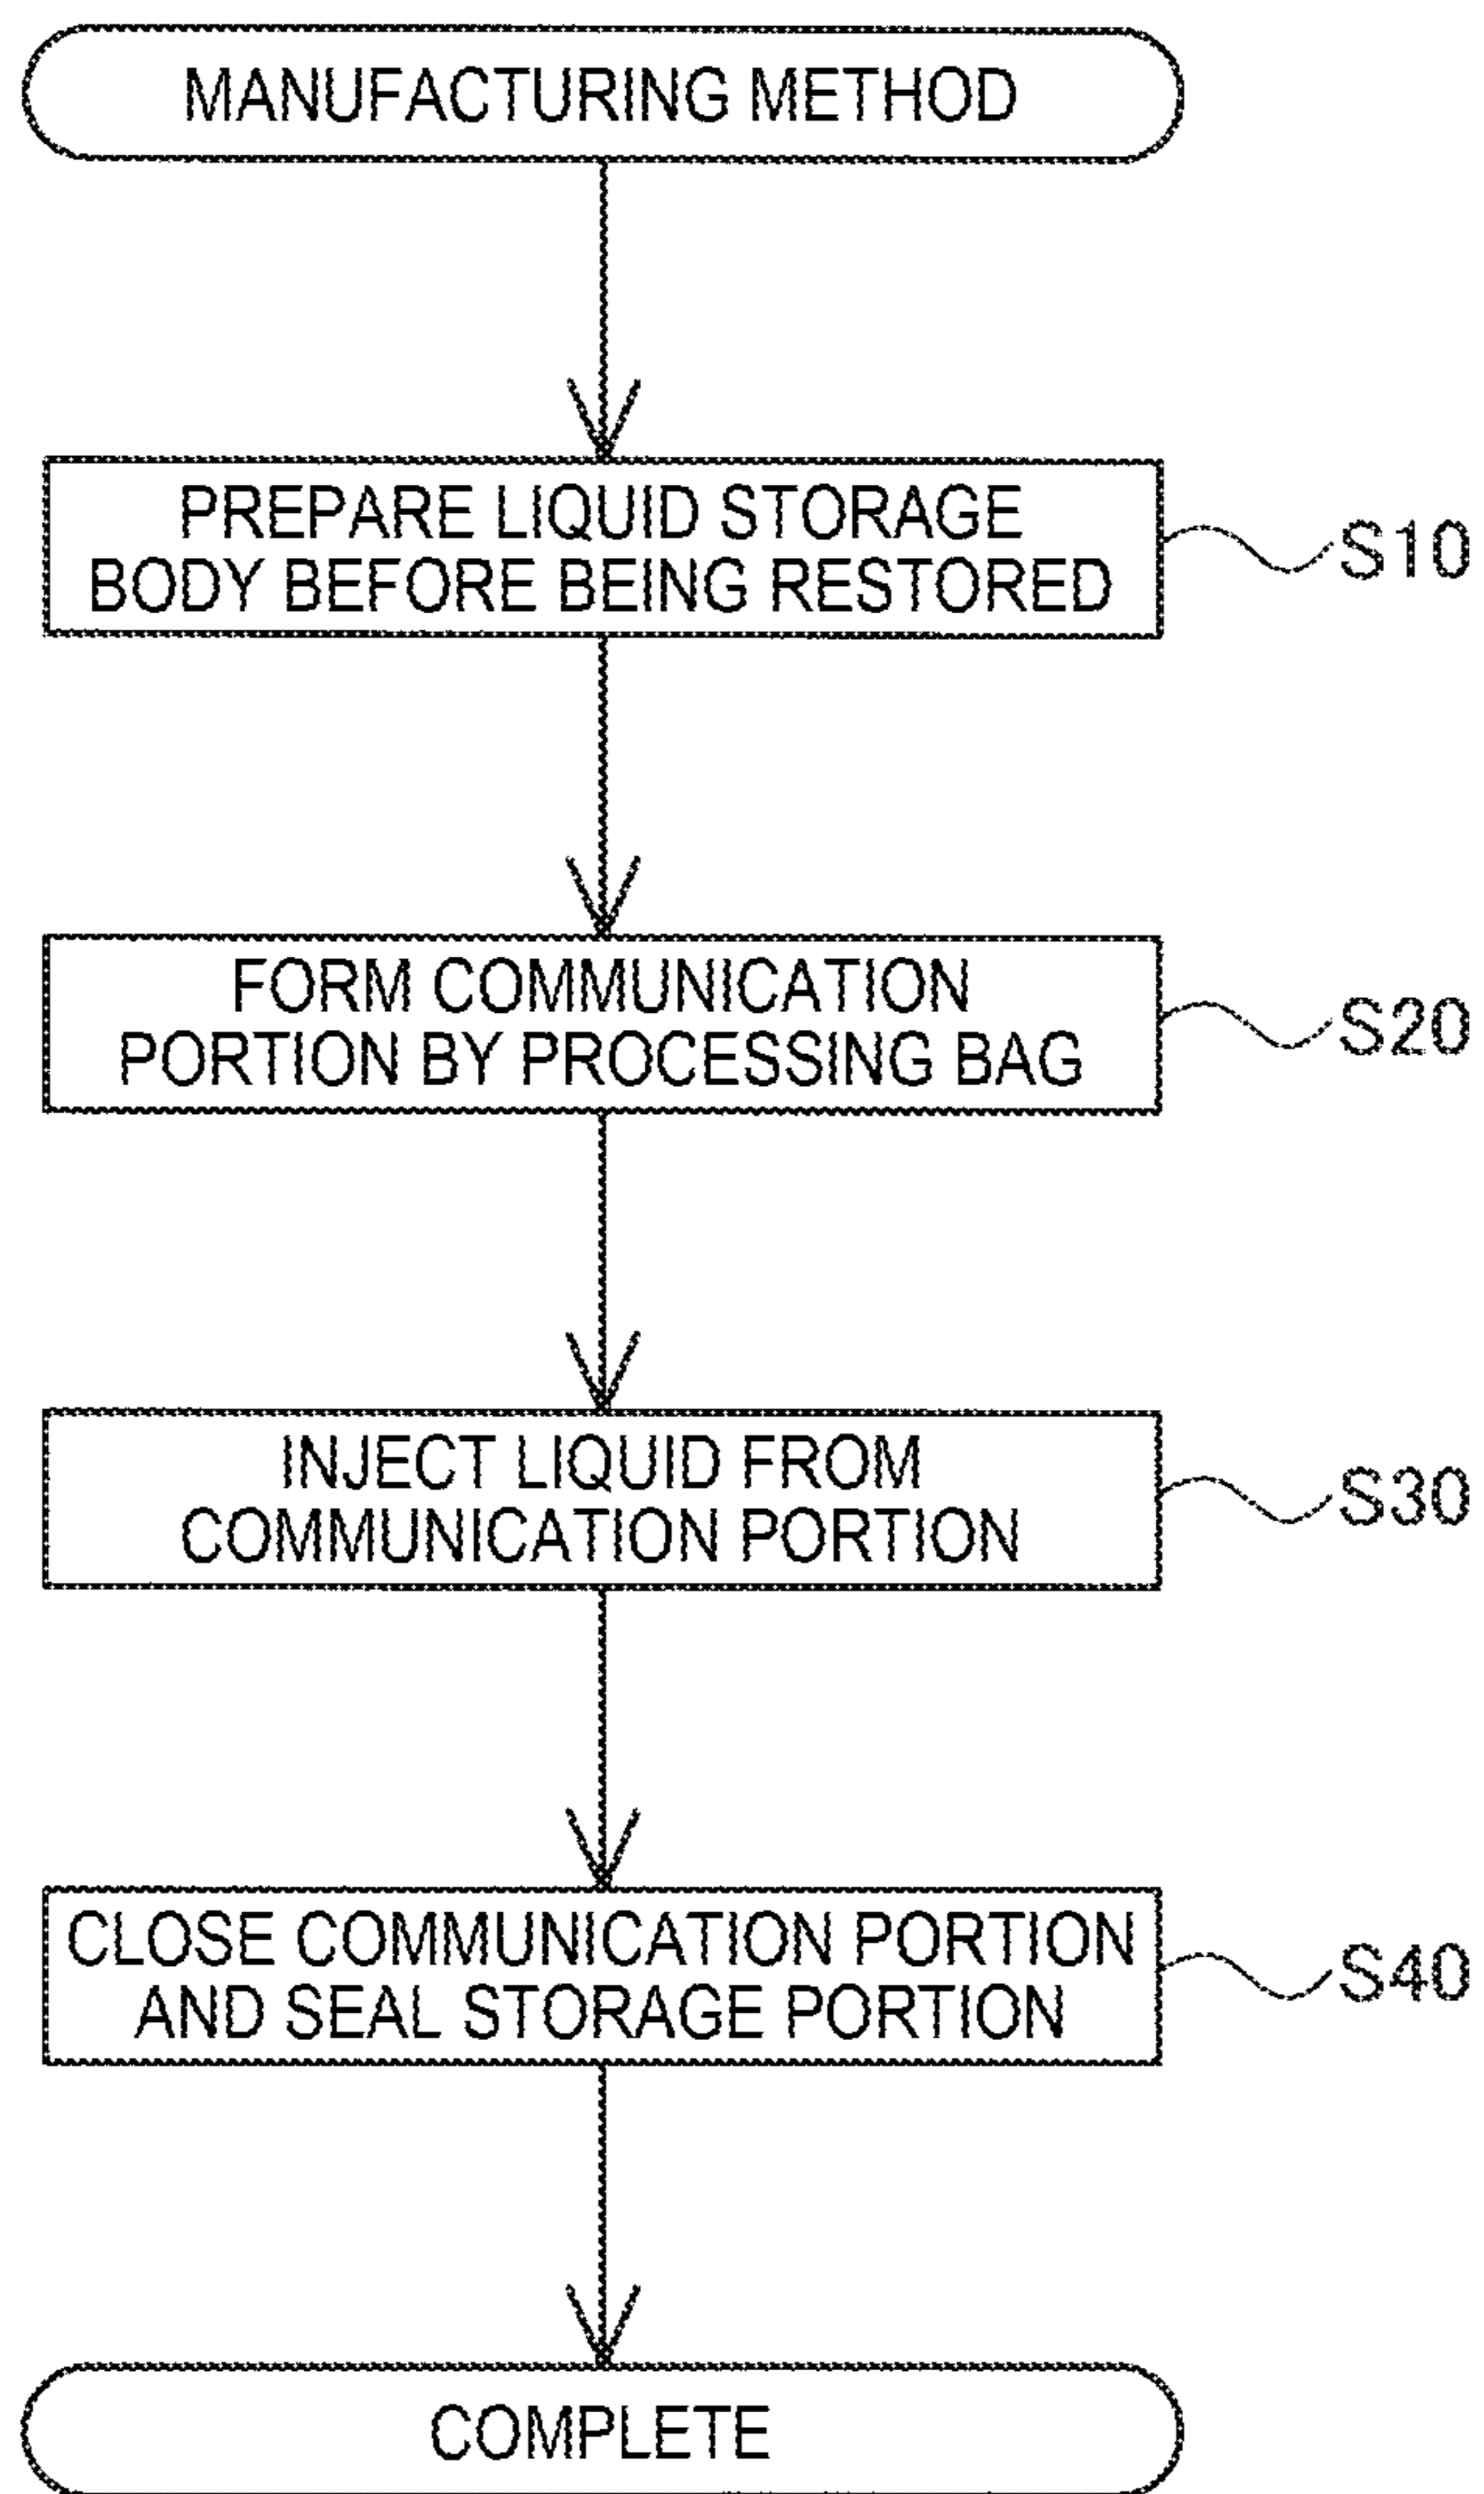 MANUFACTURING METHOD
PREPARE LIQUID STORAGE
BODY BEFORE BEING RESTORED
S10
FORM COMMUNICATION
PORTION BY PROCESSING BAG
S20
INJECT LIQUID FROM
COMMUNICATION PORTION
S30
CLOSE COMMUNICATION PORTION
AND SEAL STORAGE PORTION
S40
COMPLETE